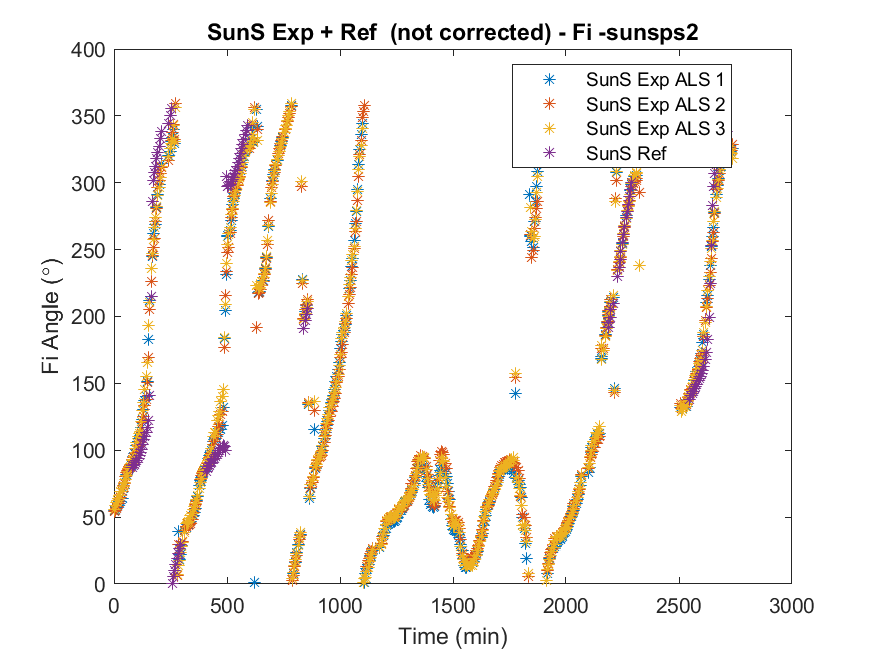 SunS Exp + Ref  (not corrected) - Fi -sunsps2
400
350
300
250
200
150
100
50
0
Fi Angle (°)
SunS Exp ALS 1
SunS Exp ALS 2
SunS Exp ALS 3
SunS Ref
0 500 1000 1500 2000 2500 3000
Time (min)